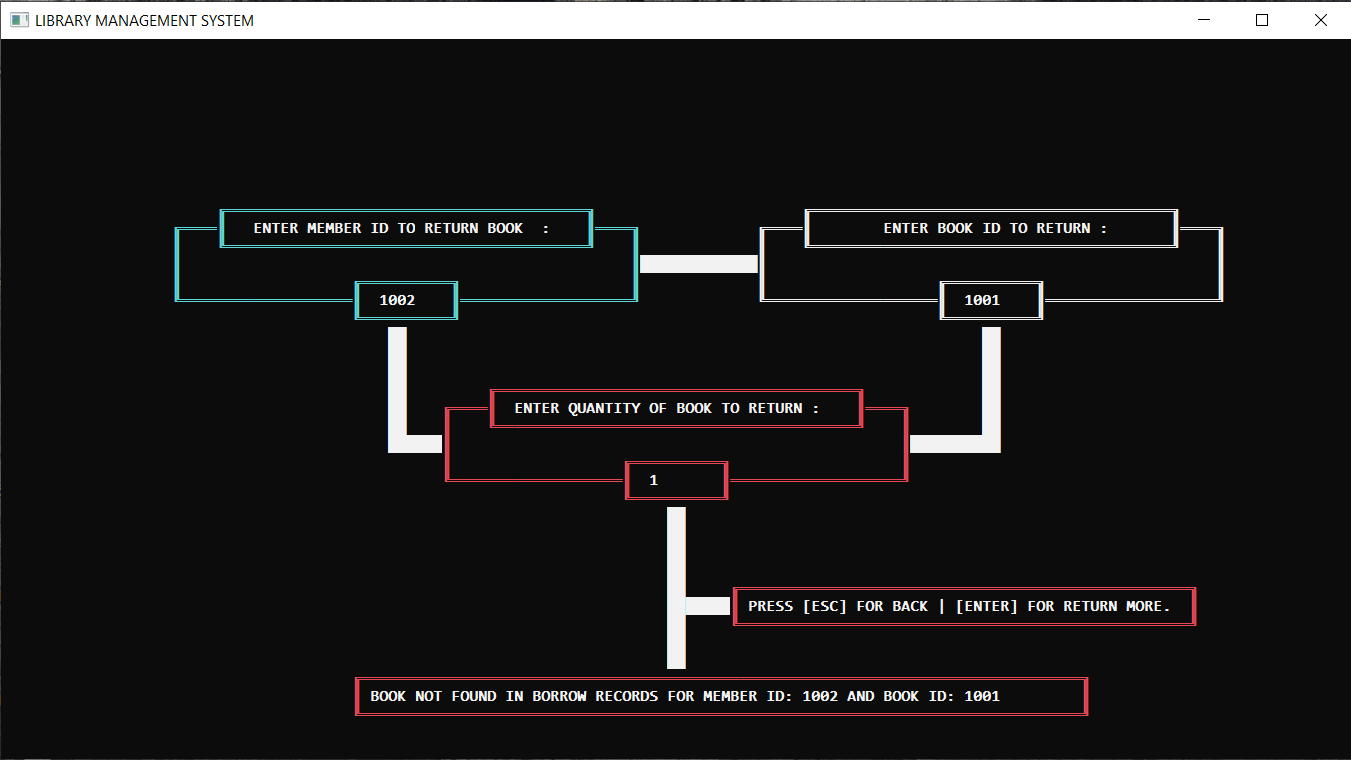 LIBRARY MANAGEMENT SYSTEM
ENTER MEMBER ID TO RETURN BOOK  :
ENTER BOOK ID TO RETURN :
1002
1001
ENTER QUANTITY OF BOOK TO RETURN :
1
PRESS [ESC] FOR BACK | [ENTER] FOR RETURN MORE.
BOOK NOT FOUND IN BORROW RECORDS FOR MEMBER ID: 1002 AND BOOK ID: 1001